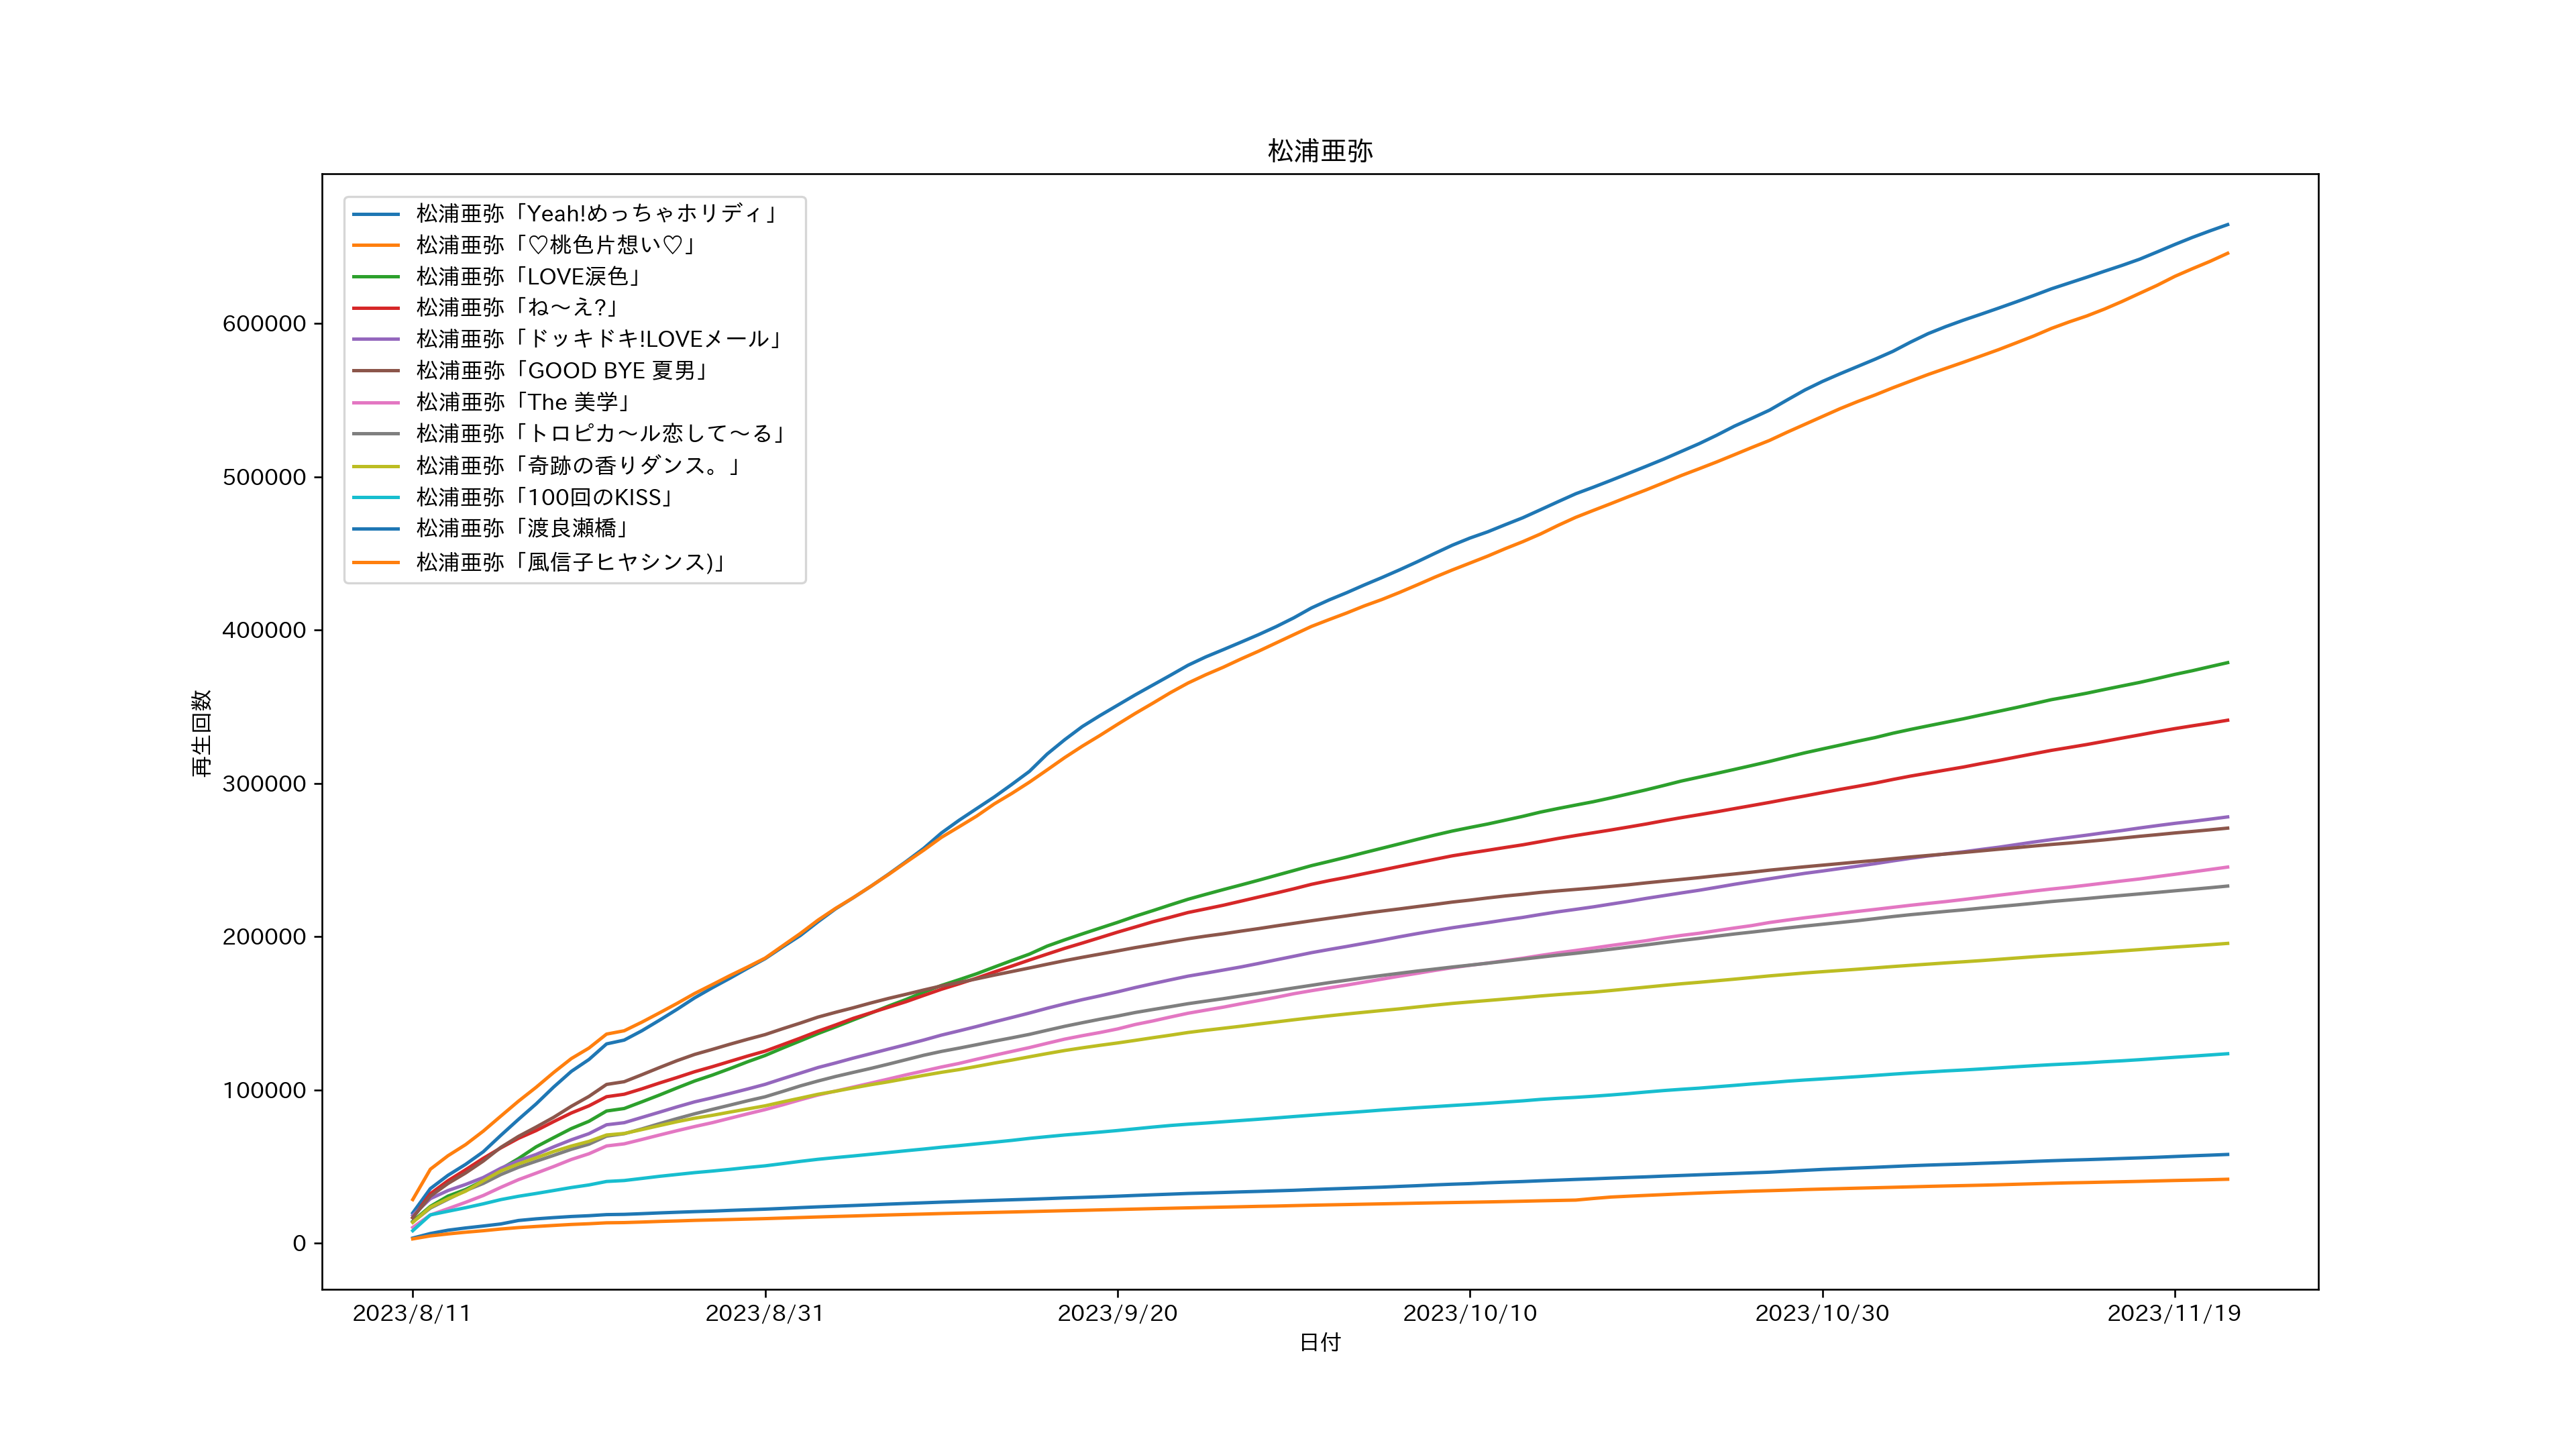 松浦亜弥
松浦亜弥「Yeah!めっちゃホリディ」
松浦亜弥「♡桃色片想い♡」
松浦亜弥「LOVE涙色」
松浦亜弥「ね～え?」
松浦亜弥「ドッキドキ!LOVEメール」
松浦亜弥「GOOD BYE 夏男」
松浦亜弥「The 美学」
松浦亜弥「トロピカ～ル恋して～る」
松浦亜弥「奇跡の香りダンス。」
松浦亜弥「100回のKISS」
松浦亜弥「渡良瀬橋」
松浦亜弥「風信子ヒヤシンス)」
再生回数
600000
500000
400000
300000
200000
100000
0
2023/8/11 2023/8/31 2023/9/20 2023/10/10 2023/10/30 2023/11/19
日付